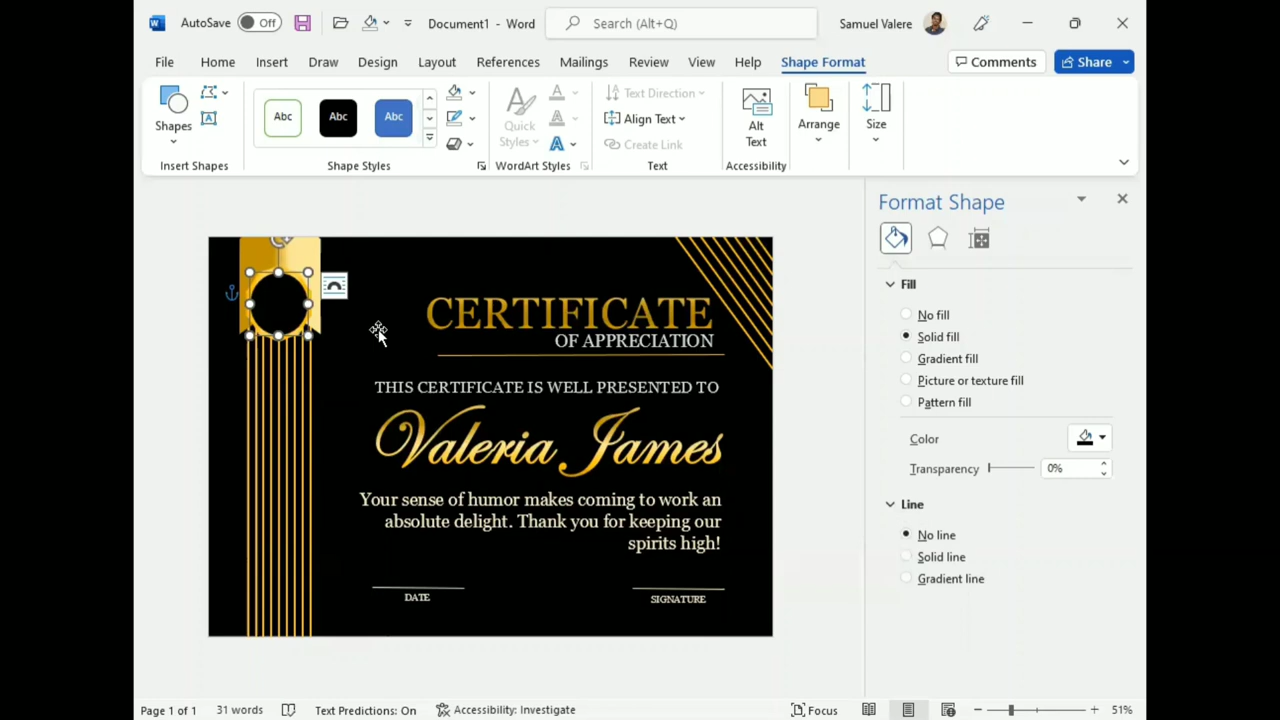 AutoSave Off Document1 - Word Search (Alt+Q) Samuel Valere
File Home Insert Draw Design Layout References Mailings Review View Help Shape Format Comments Share
Shapes
Insert Shapes
Abc Abc Abc
Shape Styles
Quick Styles
WordArt Styles
Text Direction
Align Text
Create Link
Text
Alt Text
Accessibility
Arrange
Size
CERTIFICATE
OF APPRECIATION
THIS CERTIFICATE IS WELL PRESENTED TO
Valeria James
Your sense of humor makes coming to work an
absolute delight. Thank you for keeping our
spirits high!
DATE SIGNATURE
Format Shape
Fill
No fill
Solid fill
Gradient fill
Picture or texture fill
Pattern fill
Color
Transparency 0%
Line
No line
Solid line
Gradient line
Page 1 of 1 31 words Text Predictions: On Accessibility: Investigate Focus 51%